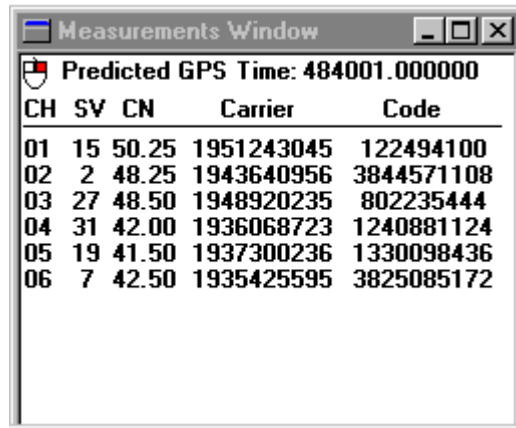 Measurements Window
Predicted GPS Time: 484001.000000
CH SV CN Carrier Code
01 15 50.25 1951243045 122494100
02 2 48.25 1943640956 3844571108
03 27 48.50 1948920235 802235444
04 31 42.00 1936068723 1240881124
05 19 41.50 1937300236 1330098436
06 7 42.50 1935425595 3825085172